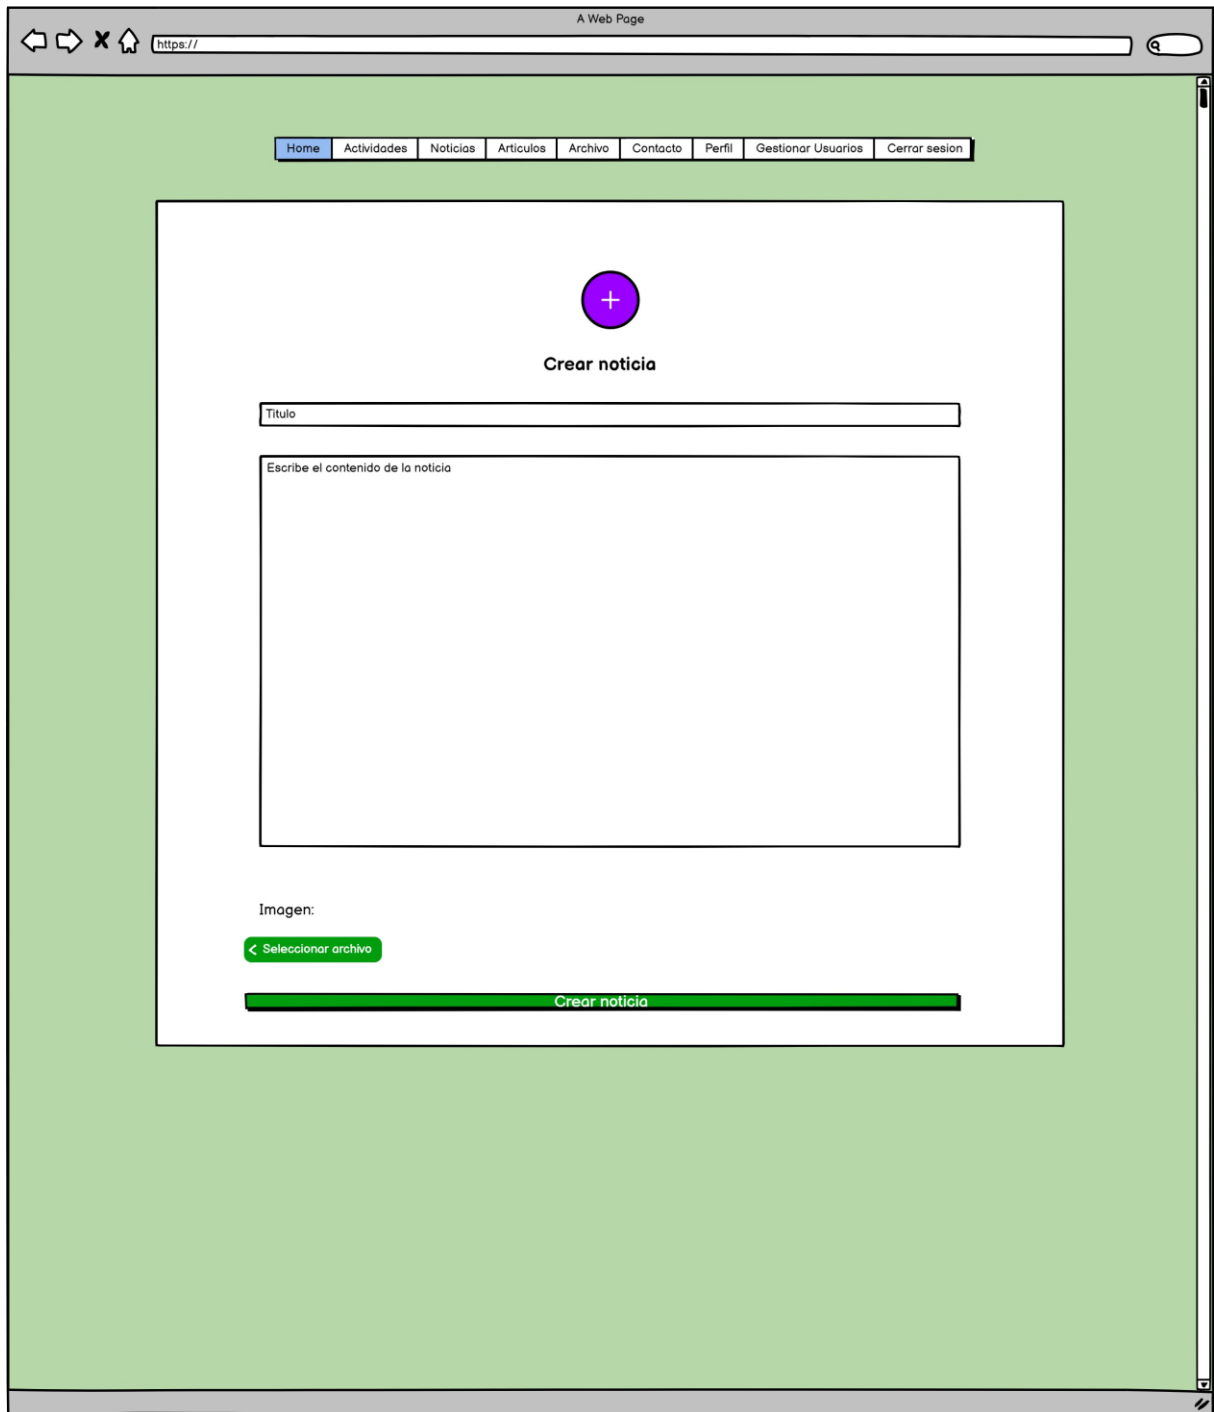 A Web Page
https://
Home Actividades Noticias Articulos Archivo Contacto Perfil Gestionar Usuarios Cerrar sesion
Crear noticia
Titulo
Escribe el contenido de la noticia
Imagen:
Seleccionar archivo
Crear noticia